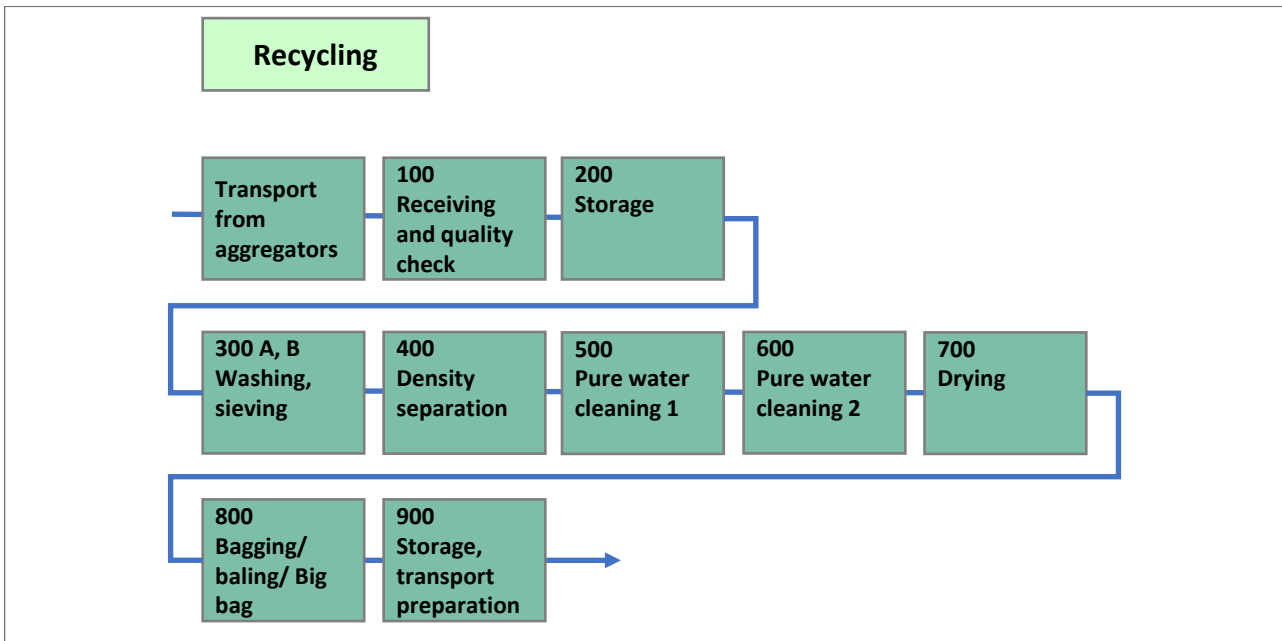 Recycling
Transport
from
aggregators
100
Receiving
and quality
check
200
Storage
300 A, B
Washing,
sieving
400
Density
separation
500
Pure water
cleaning 1
600
Pure water
cleaning 2
700
Drying
800
Bagging/
baling/ Big
bag
900
Storage,
transport
preparation